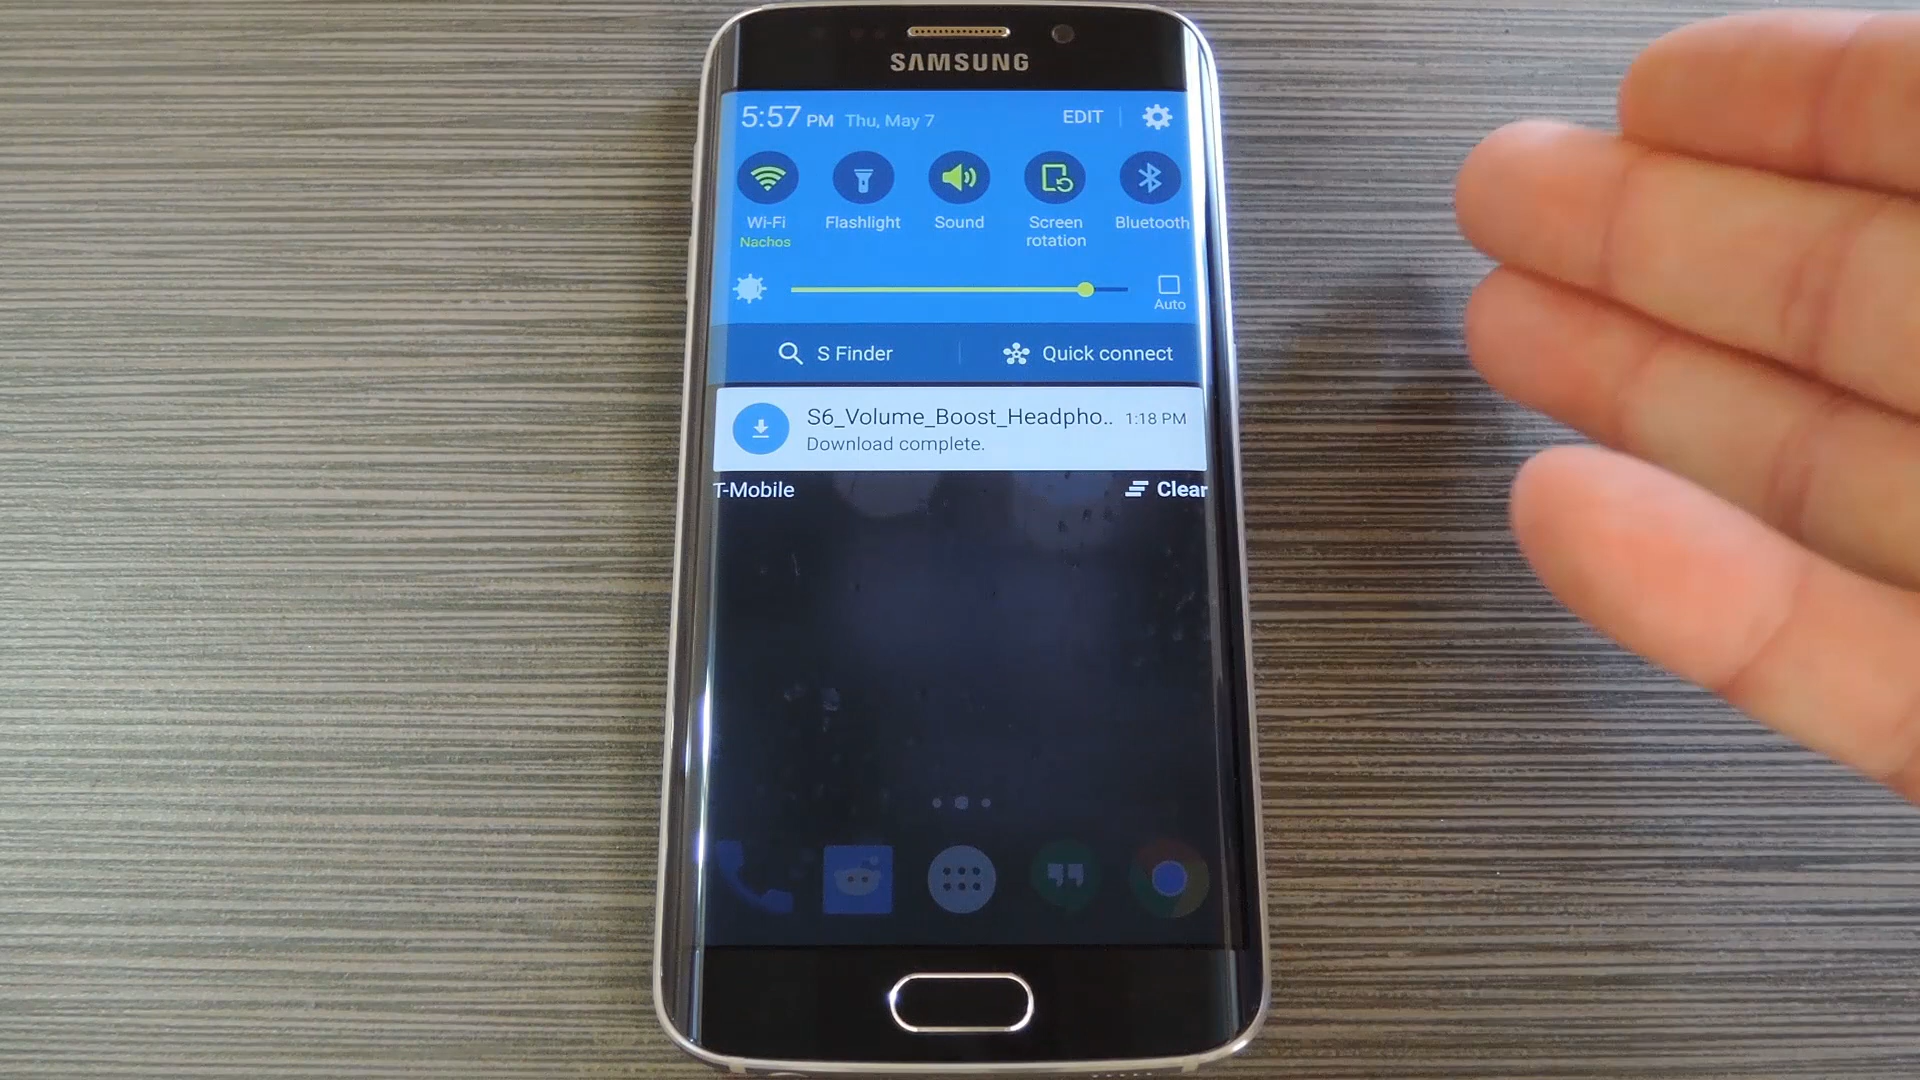 SAMSUNG
5:57 PM Thu, May 7 EDIT
Wi-Fi Flashlight Sound Screen rotation Bluetooth
Nachos
Auto
S Finder Quick connect
S6_Volume_Boost_Headpho.. 1:18 PM
Download complete.
T-Mobile Clear